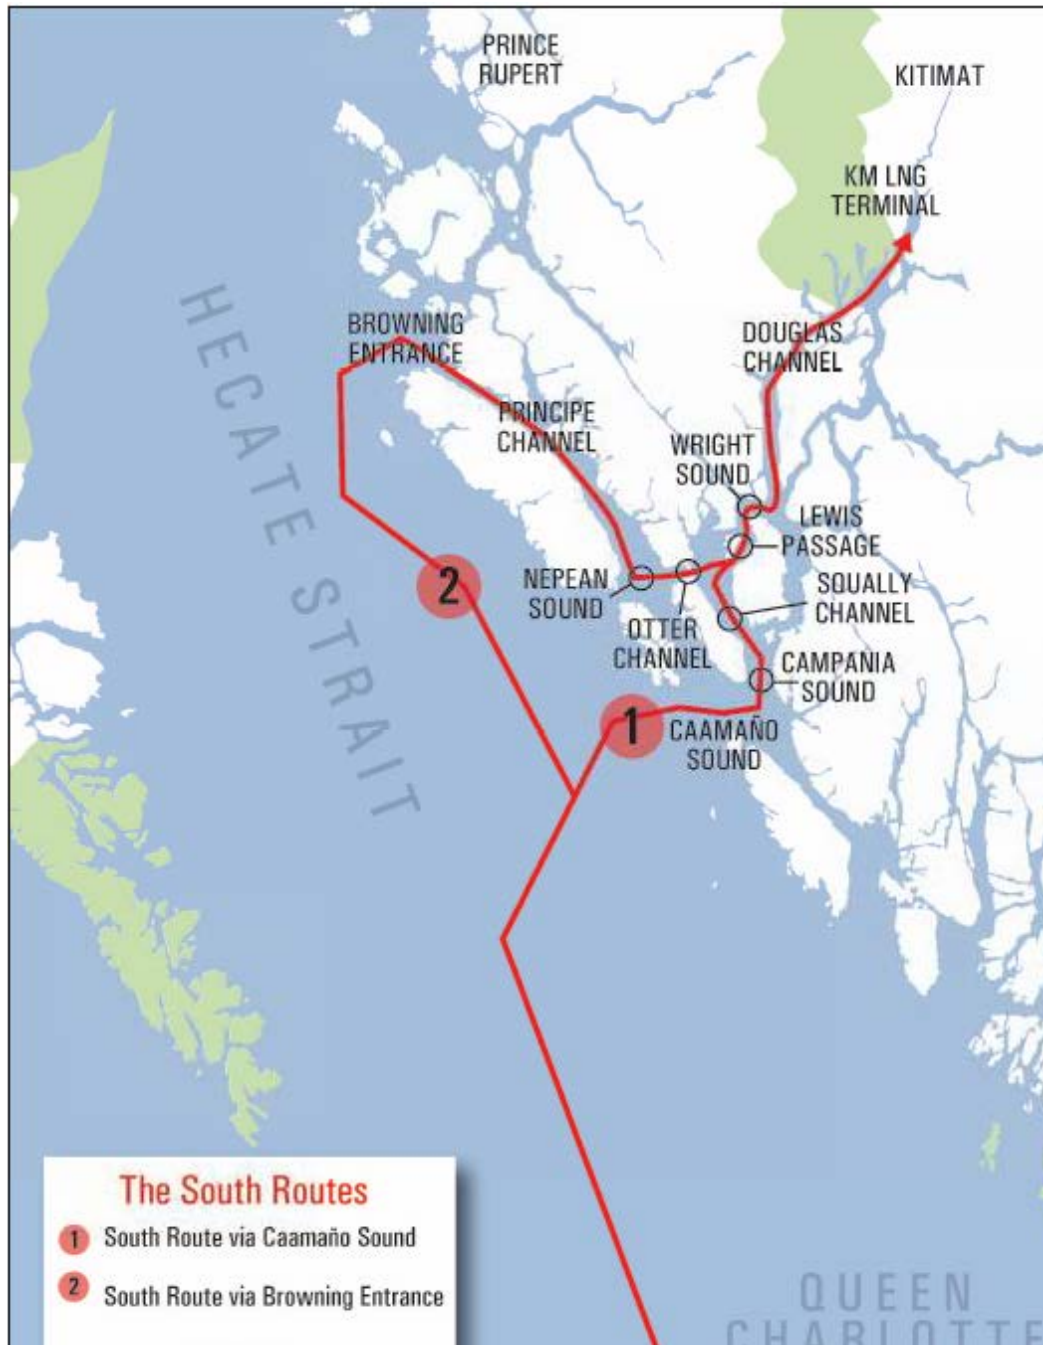 PRINCE
RUPERT
KITIMAT
KM LNG
TERMINAL
BROWNING
ENTRANCE
DOUGLAS
CHANNEL
HECATE STRAIT
PRINCIPE
CHANNEL
WRIGHT
SOUND
LEWIS
PASSAGE
2
NEPEAN
SOUND
SQUALLY
CHANNEL
OTTER
CHANNEL
CAMPANIA
SOUND
1
CAAMAÑO
SOUND
The South Routes
1 South Route via Caamaño Sound
2 South Route via Browning Entrance
QUEEN
CHARLOTTE